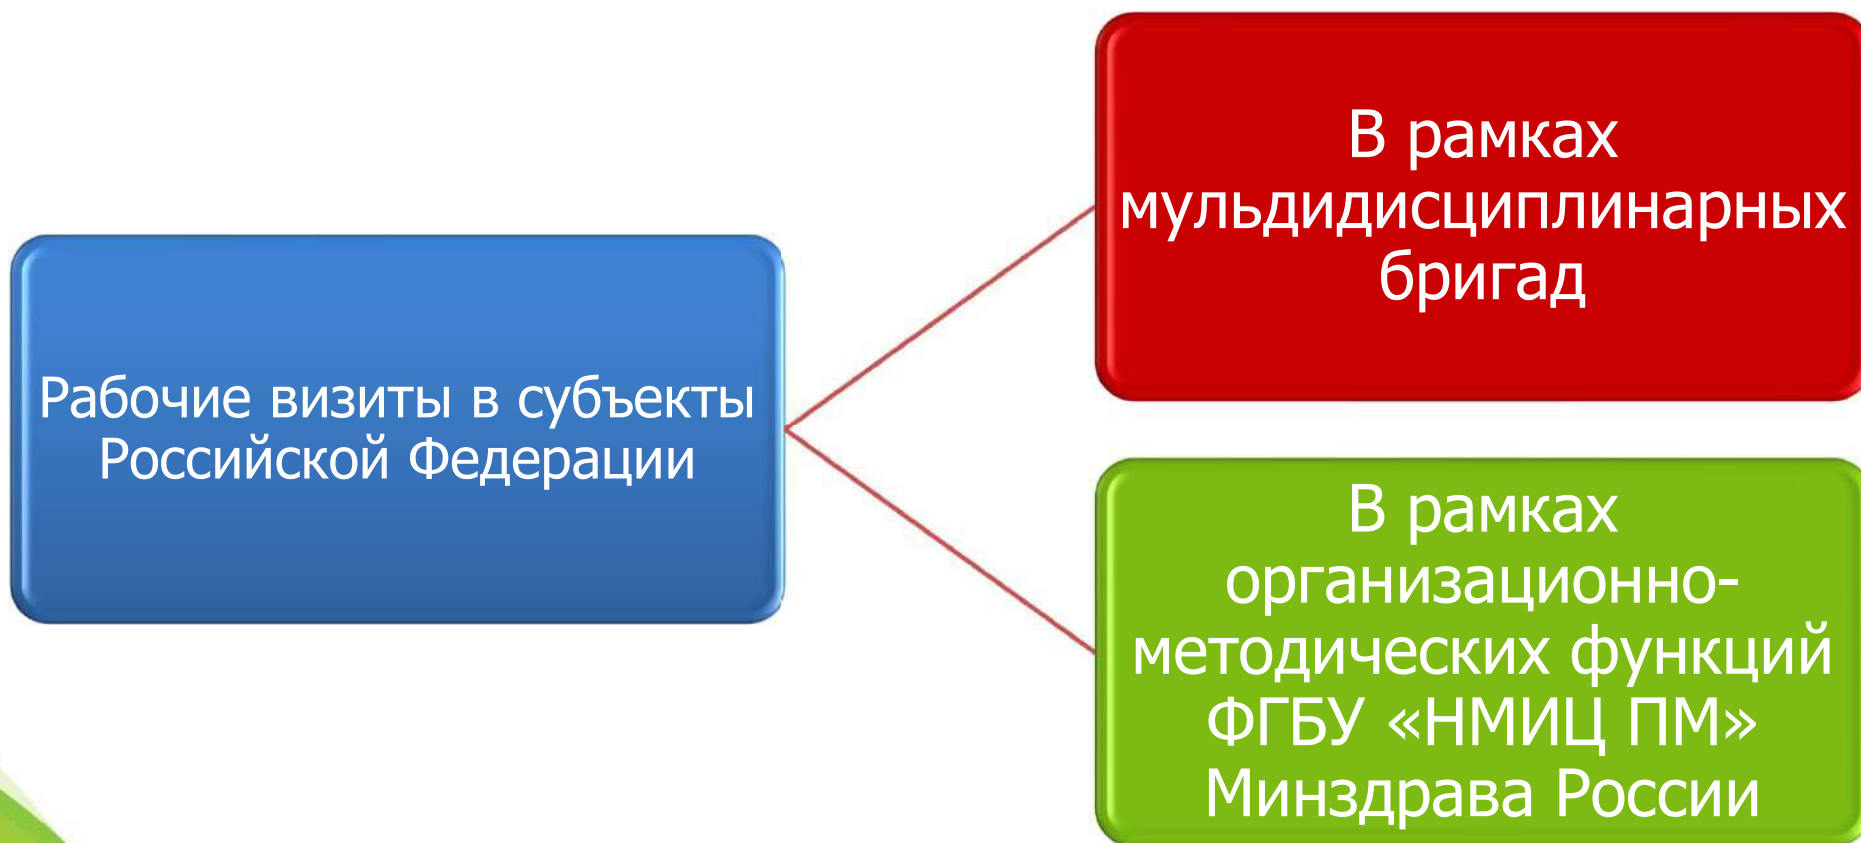 Рабочие визиты в субъекты
Российской Федерации
В рамках
мульдидисциплинарных
бригад
В рамках
организационно-
методических функций
ФГБУ «НМИЦ ПМ»
Минздрава России